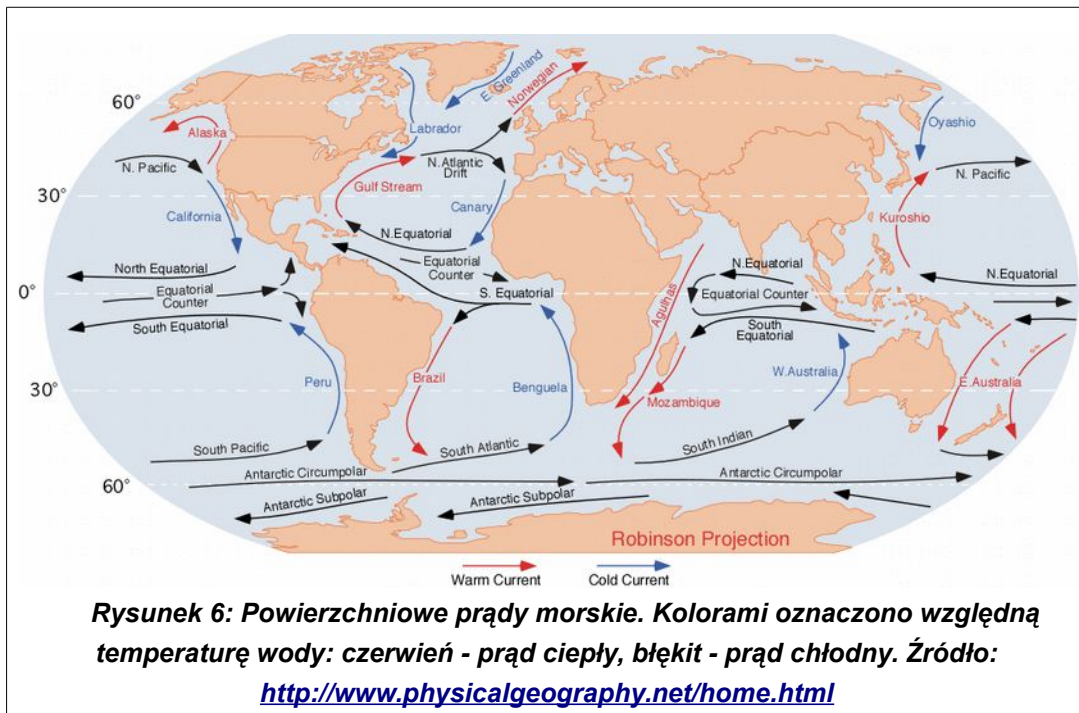 60°
30°
0°
30°
60°
Alaska
N. Pacific
California
North Equatorial
Equatorial
Counter
South Equatorial
Peru
South Pacific
Labrador
E. Greenland
Norwegian
Gulf Stream
N. Atlantic
Drift
Canary
N.Equatorial
Equatorial
Counter
S. Equatorial
Brazil
Benguela
South Atlantic
Antarctic Circumpolar
Antarctic Subpolar
Antarctic Subpolar
Agulhas
Mozambique
N.Equatorial
Equatorial Counter
South
Equatorial
W.Australia
South Indian
Antarctic Circumpolar
Oyashio
N. Pacific
Kuroshio
N.Equatorial
E.Australia
Robinson Projection
Warm Current
Cold Current
Rysunek 6: Powierzchniowe prądy morskie. Kolorami oznaczono względną
temperaturę wody: czerwień - prąd ciepły, błękit - prąd chłodny. Źródło:
http://www.physicalgeography.net/home.html